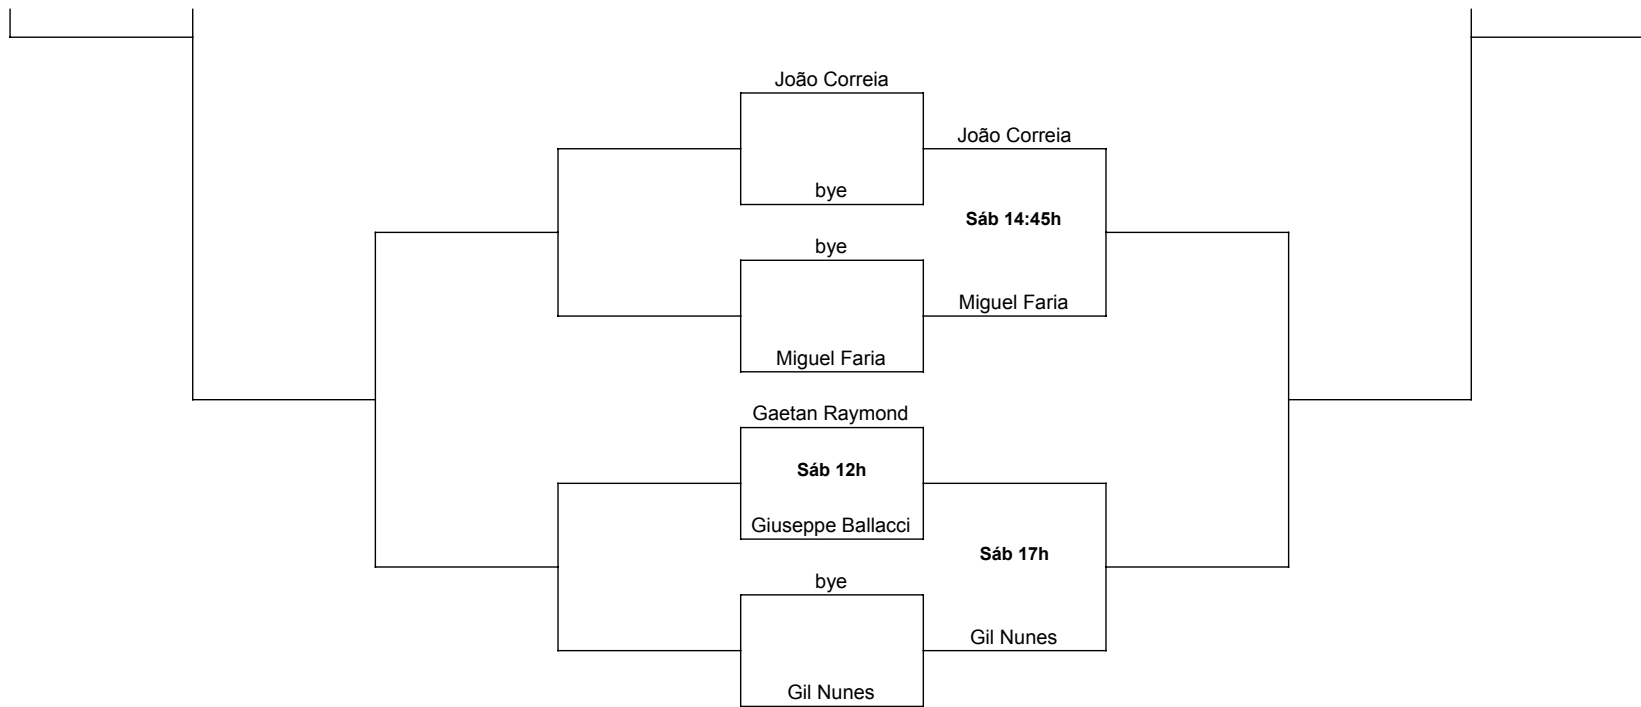 João Correia
João Correia
bye
Sáb 14:45h
bye
Miguel Faria
Miguel Faria
Gaetan Raymond
Sáb 12h
Giuseppe Ballacci
Sáb 17h
bye
Gil Nunes
Gil Nunes